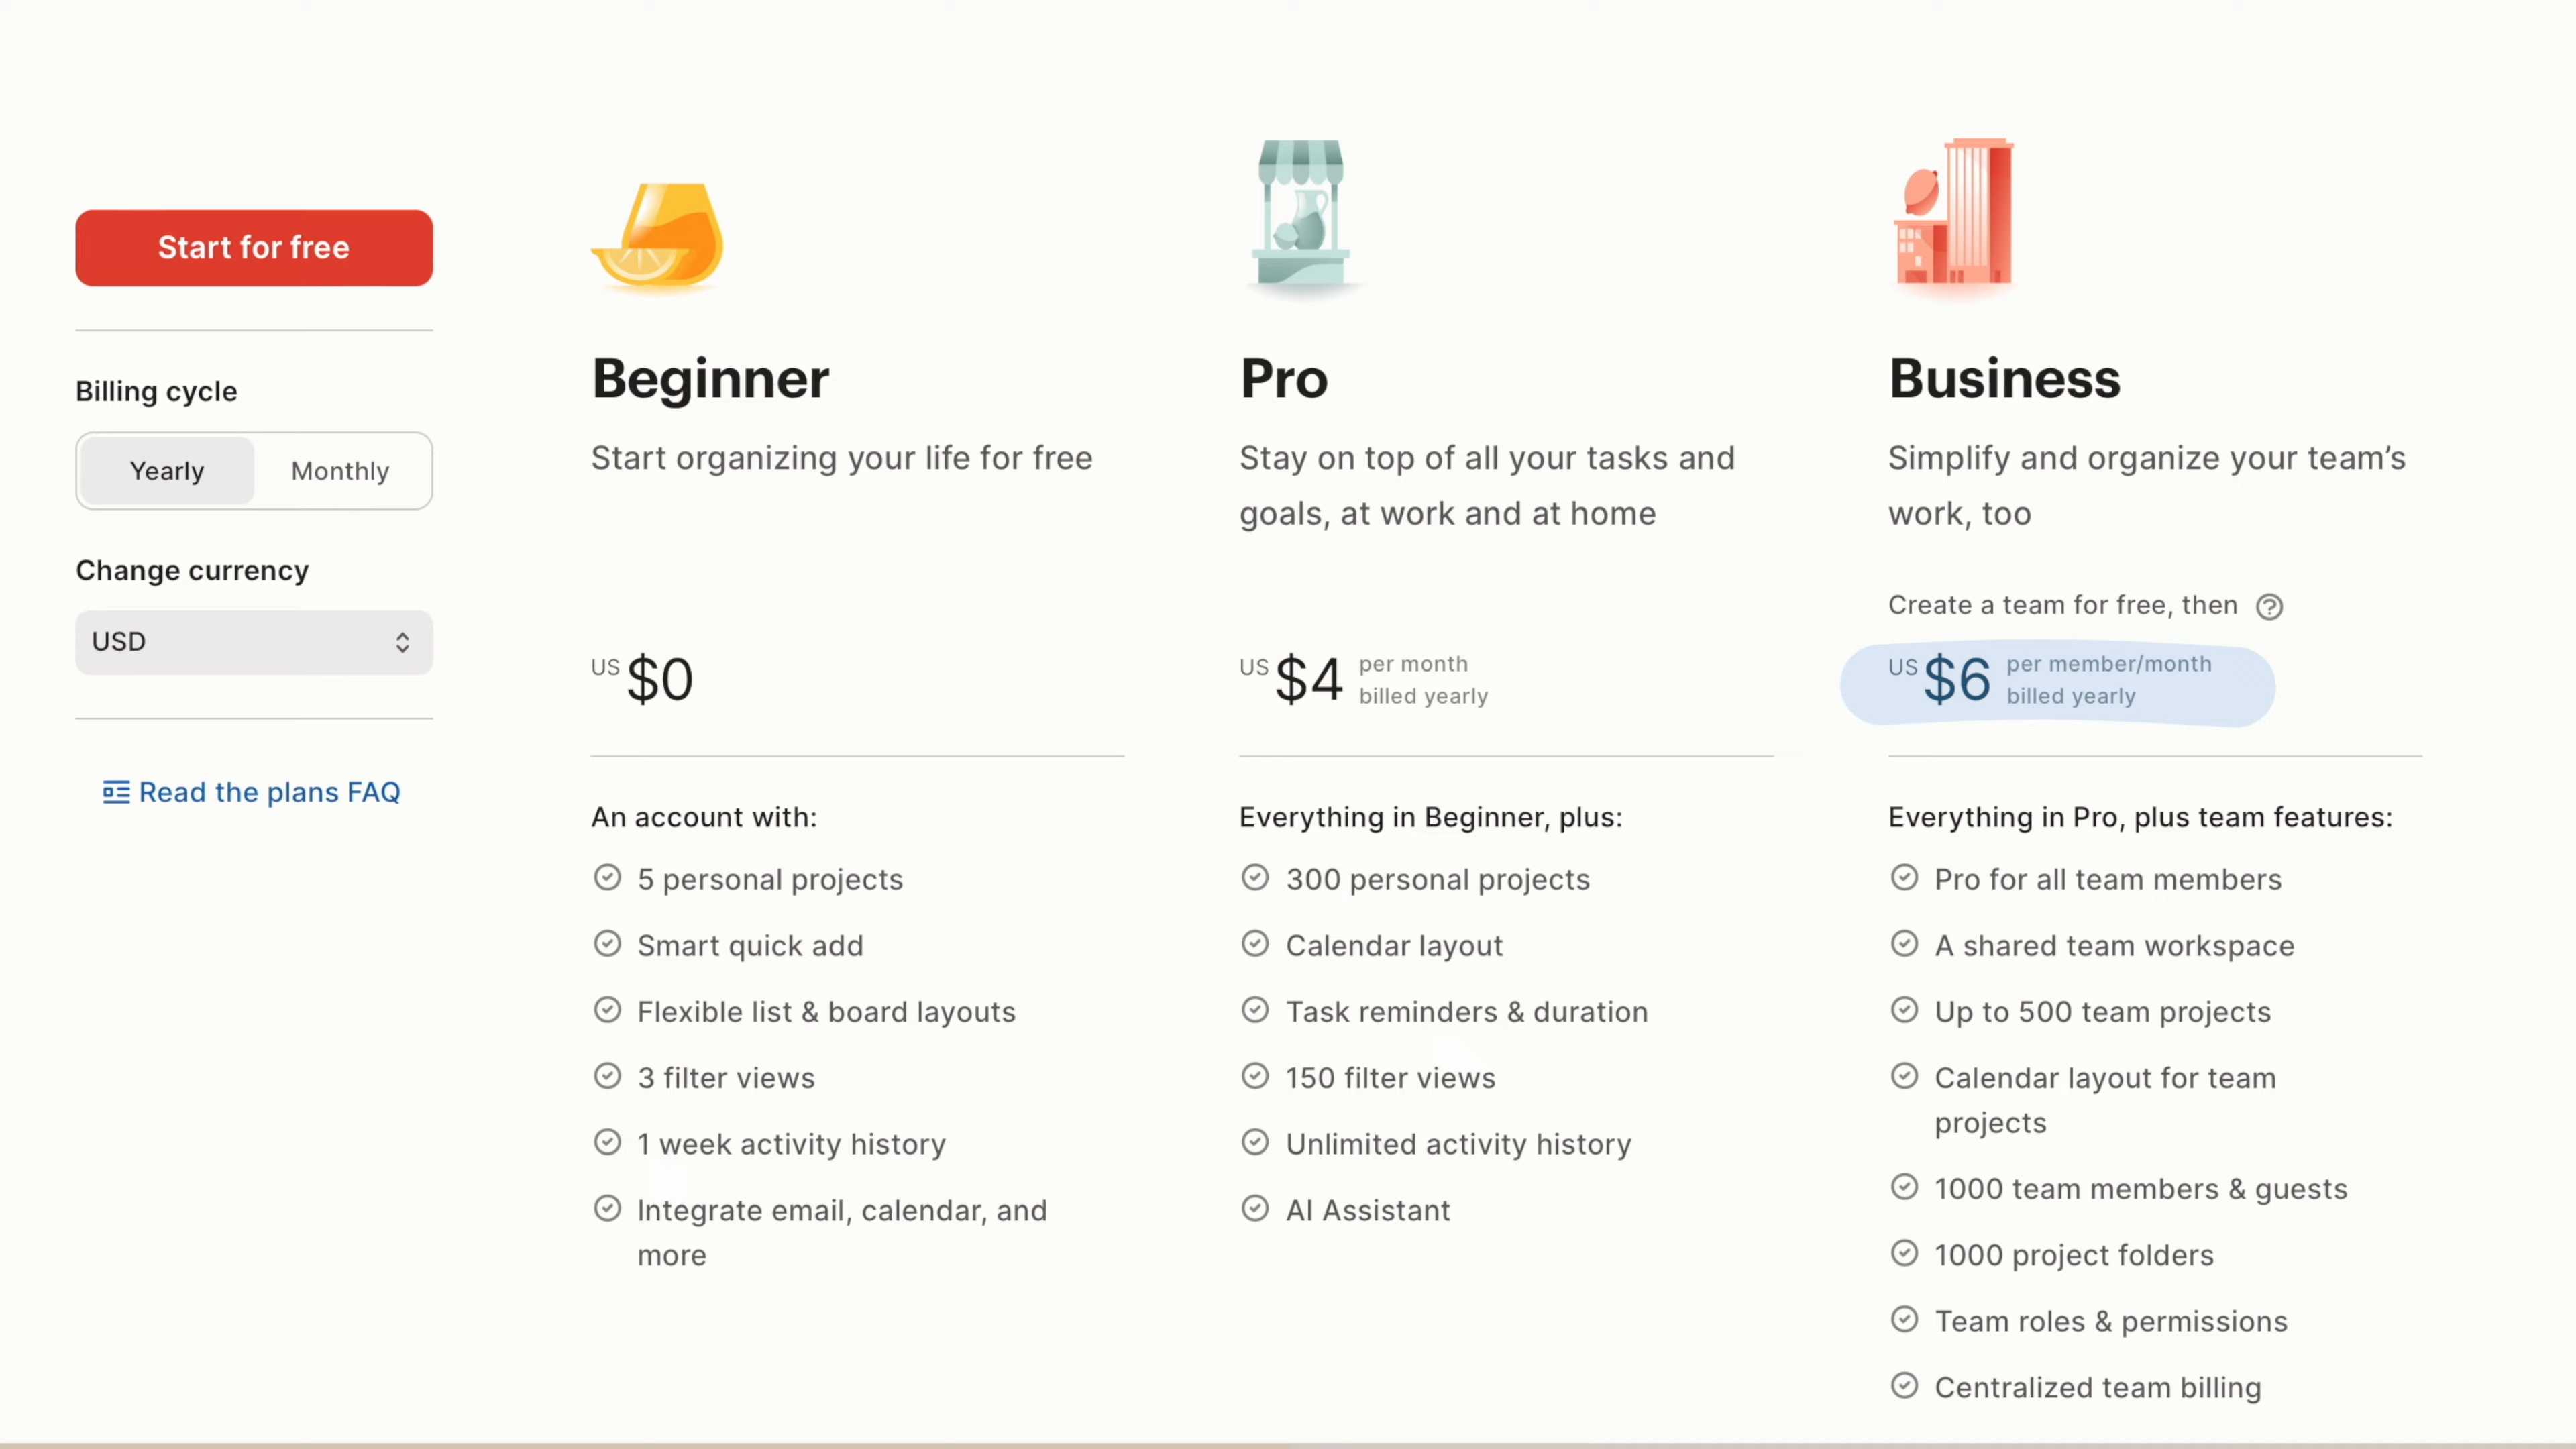 Start for free
Billing cycle
Yearly
Monthly
Change currency
USD
Read the plans FAQ
Beginner
Start organizing your life for free
US $0
An account with:
5 personal projects
Smart quick add
Flexible list & board layouts
3 filter views
1 week activity history
Integrate email, calendar, and
more
Pro
Stay on top of all your tasks and
goals, at work and at home
US $4 per month
billed yearly
Everything in Beginner, plus:
300 personal projects
Calendar layout
Task reminders & duration
150 filter views
Unlimited activity history
AI Assistant
Business
Simplify and organize your team’s
work, too
Create a team for free, then ?
US $6 per member/month
billed yearly
Everything in Pro, plus team features:
Pro for all team members
A shared team workspace
Up to 500 team projects
Calendar layout for team
projects
1000 team members & guests
1000 project folders
Team roles & permissions
Centralized team billing